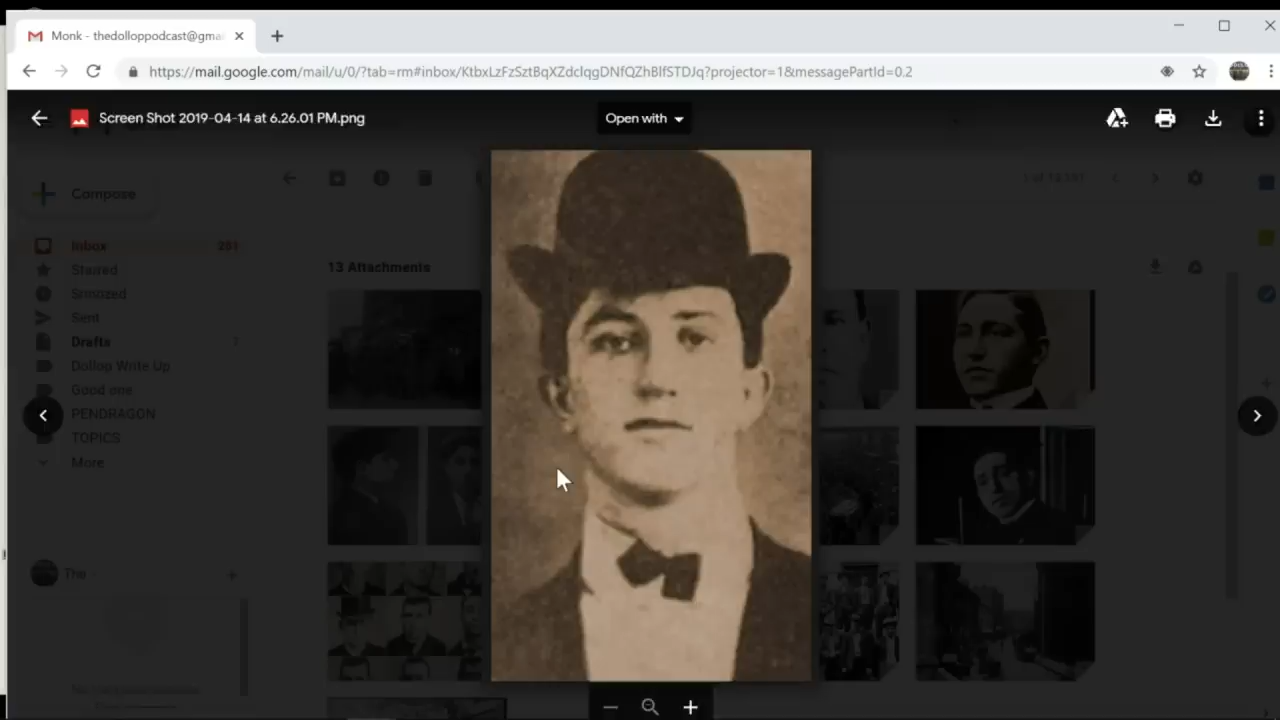 Monk - thedolloppodcast@gma
https://mail.google.com/mail/u/0/?tab=rm#inbox/KtbxLzFzSztBqXZdclqgDNfQZhBlfSTDJq?projector=1&messagePartId=0.2
Screen Shot 2019-04-14 at 6.26.01 PM.png
Open with
Compose
Inbox 281
Starred
Snoozed
Sent
Drafts
Dollop Write Up
Good one
PENDRAGON
TOPICS
More
13 Attachments
The